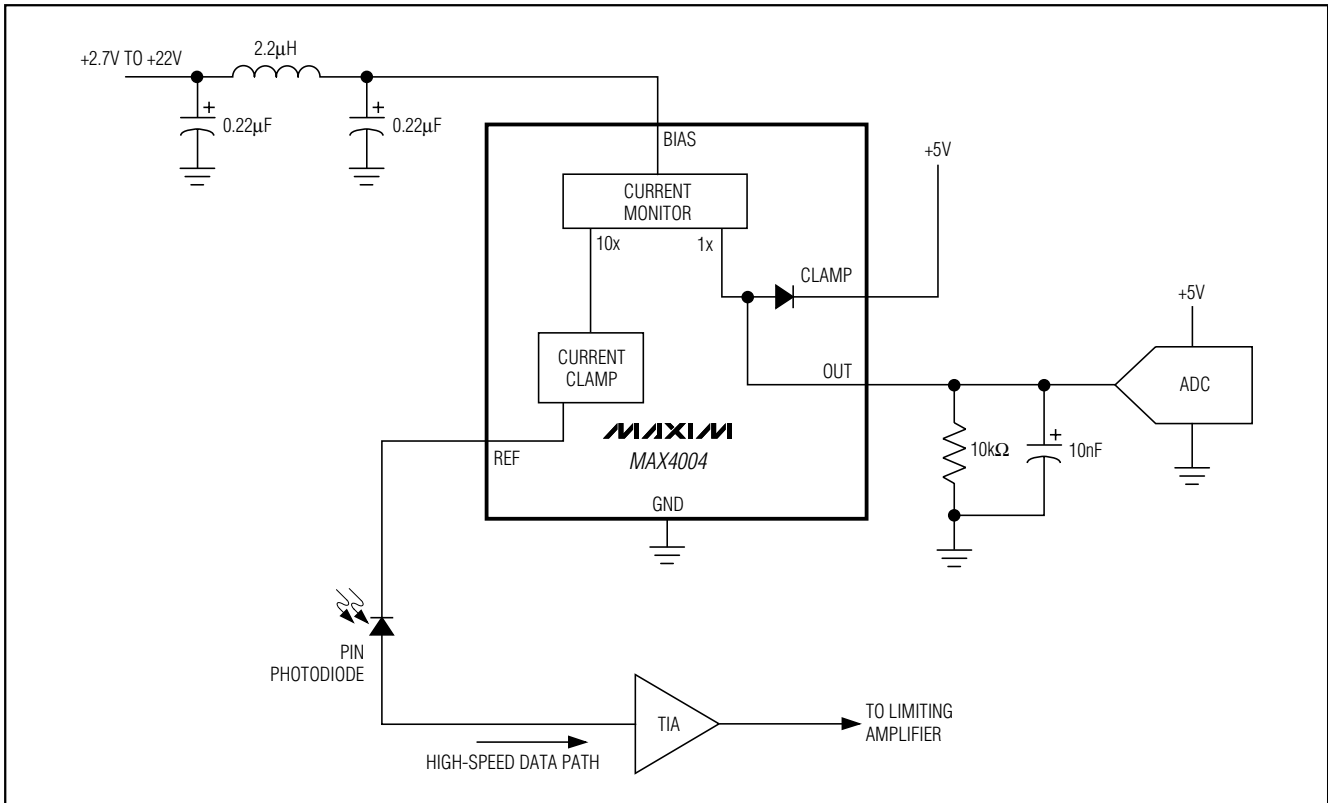 +2.7V TO +22V
2.2µH
+
0.22µF
+
0.22µF
BIAS
CURRENT
MONITOR
10x
1x
CLAMP
+5V
CURRENT
CLAMP
OUT
+5V
ADC
MAXIM
MAX4004
REF
GND
10kΩ
+
10nF
PIN
PHOTODIODE
TIA
TO LIMITING
AMPLIFIER
HIGH-SPEED DATA PATH